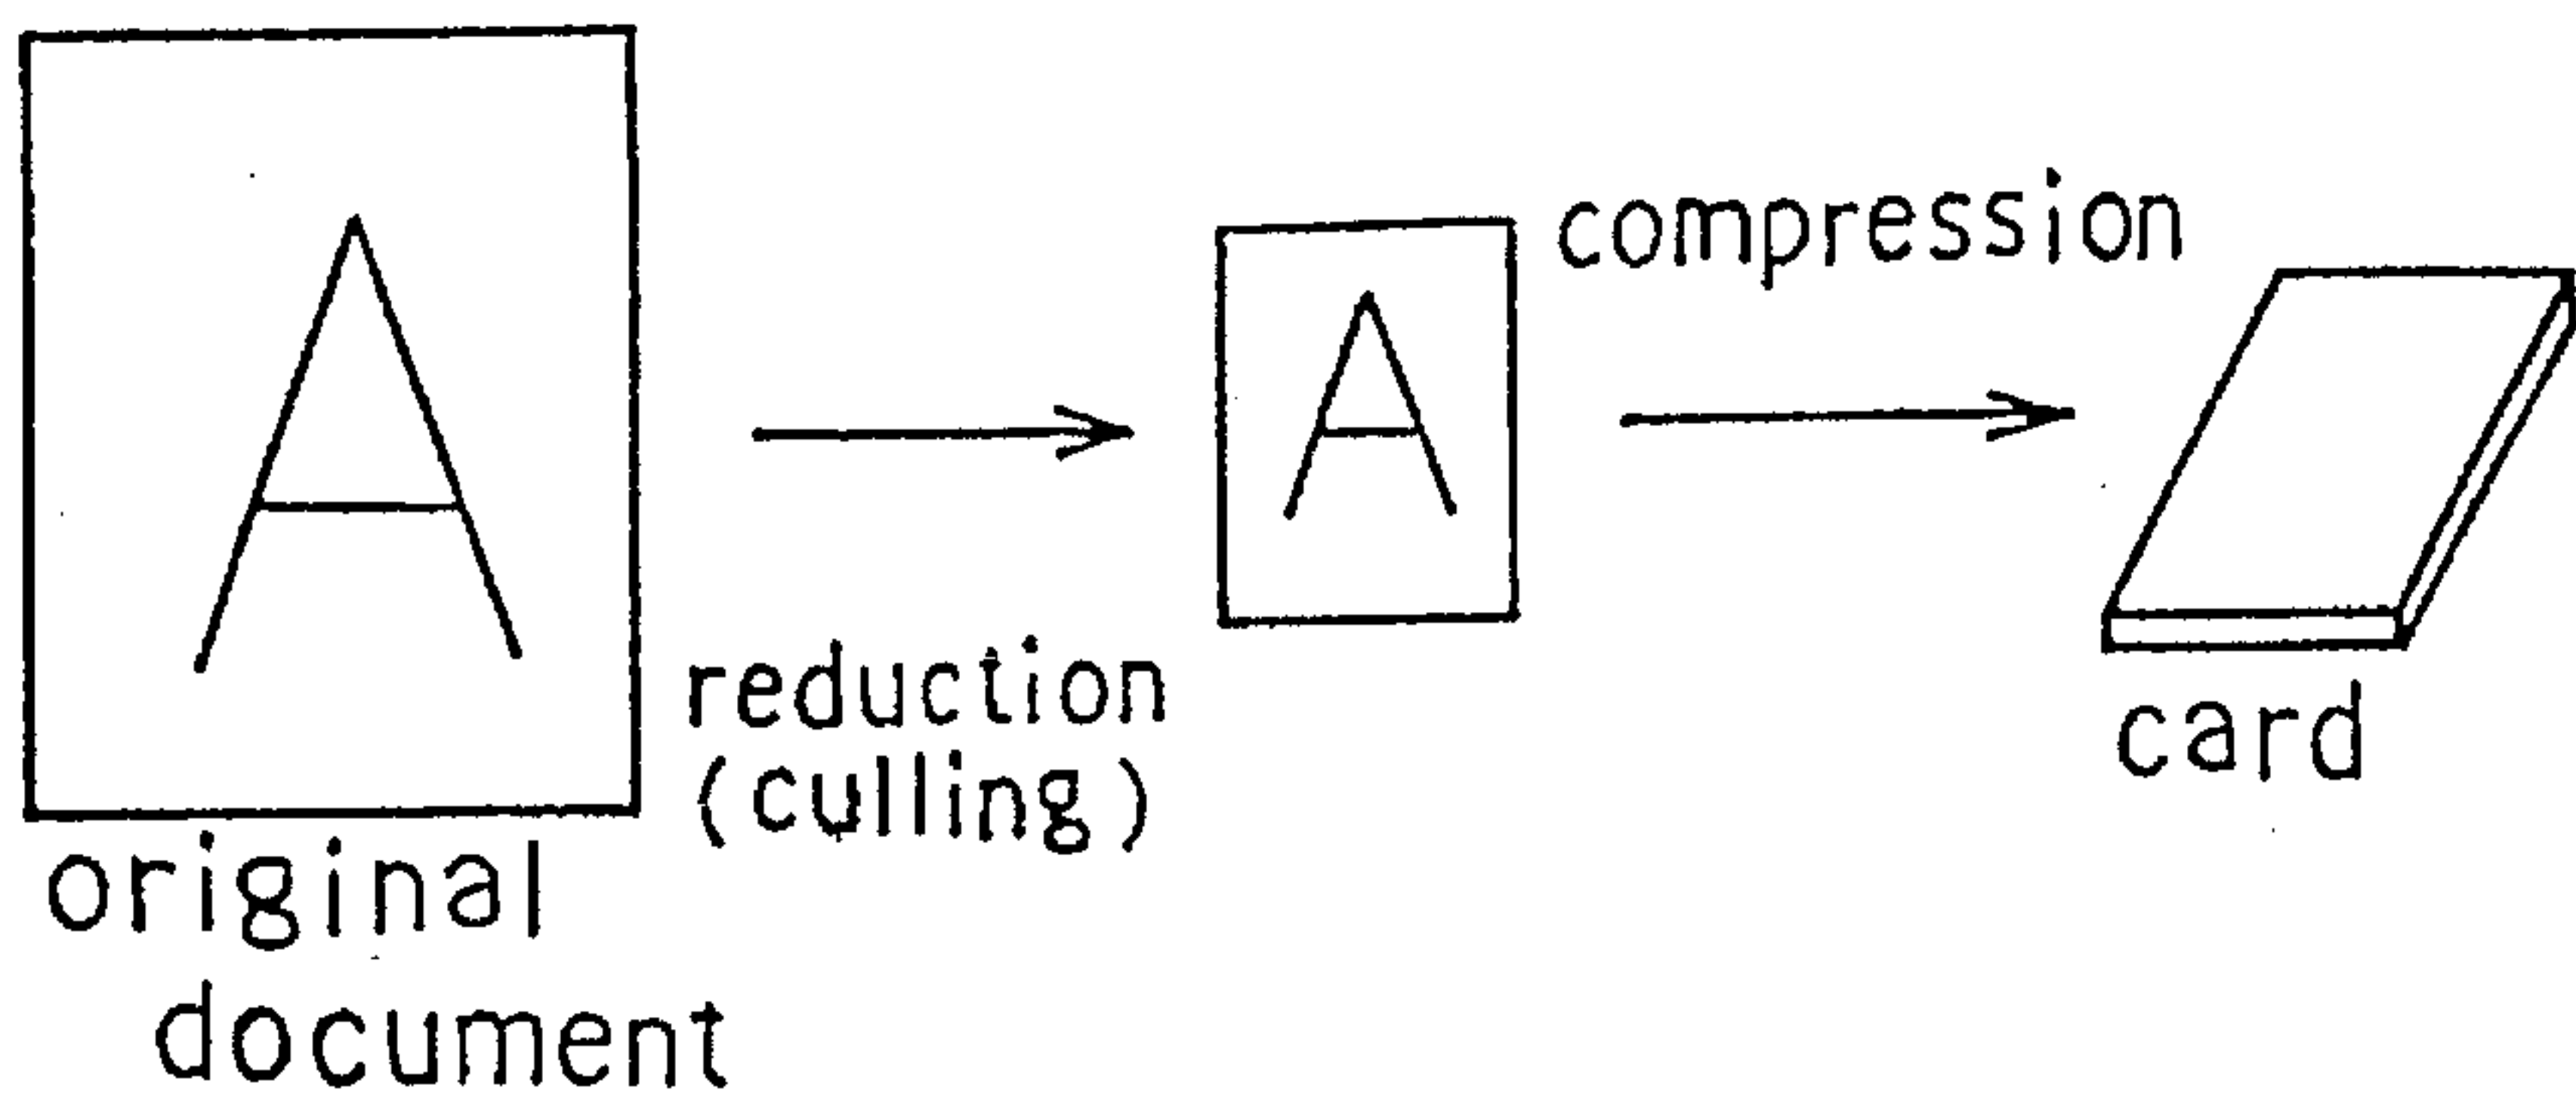 A
original
document
reduction
(culling)
A
compression
card